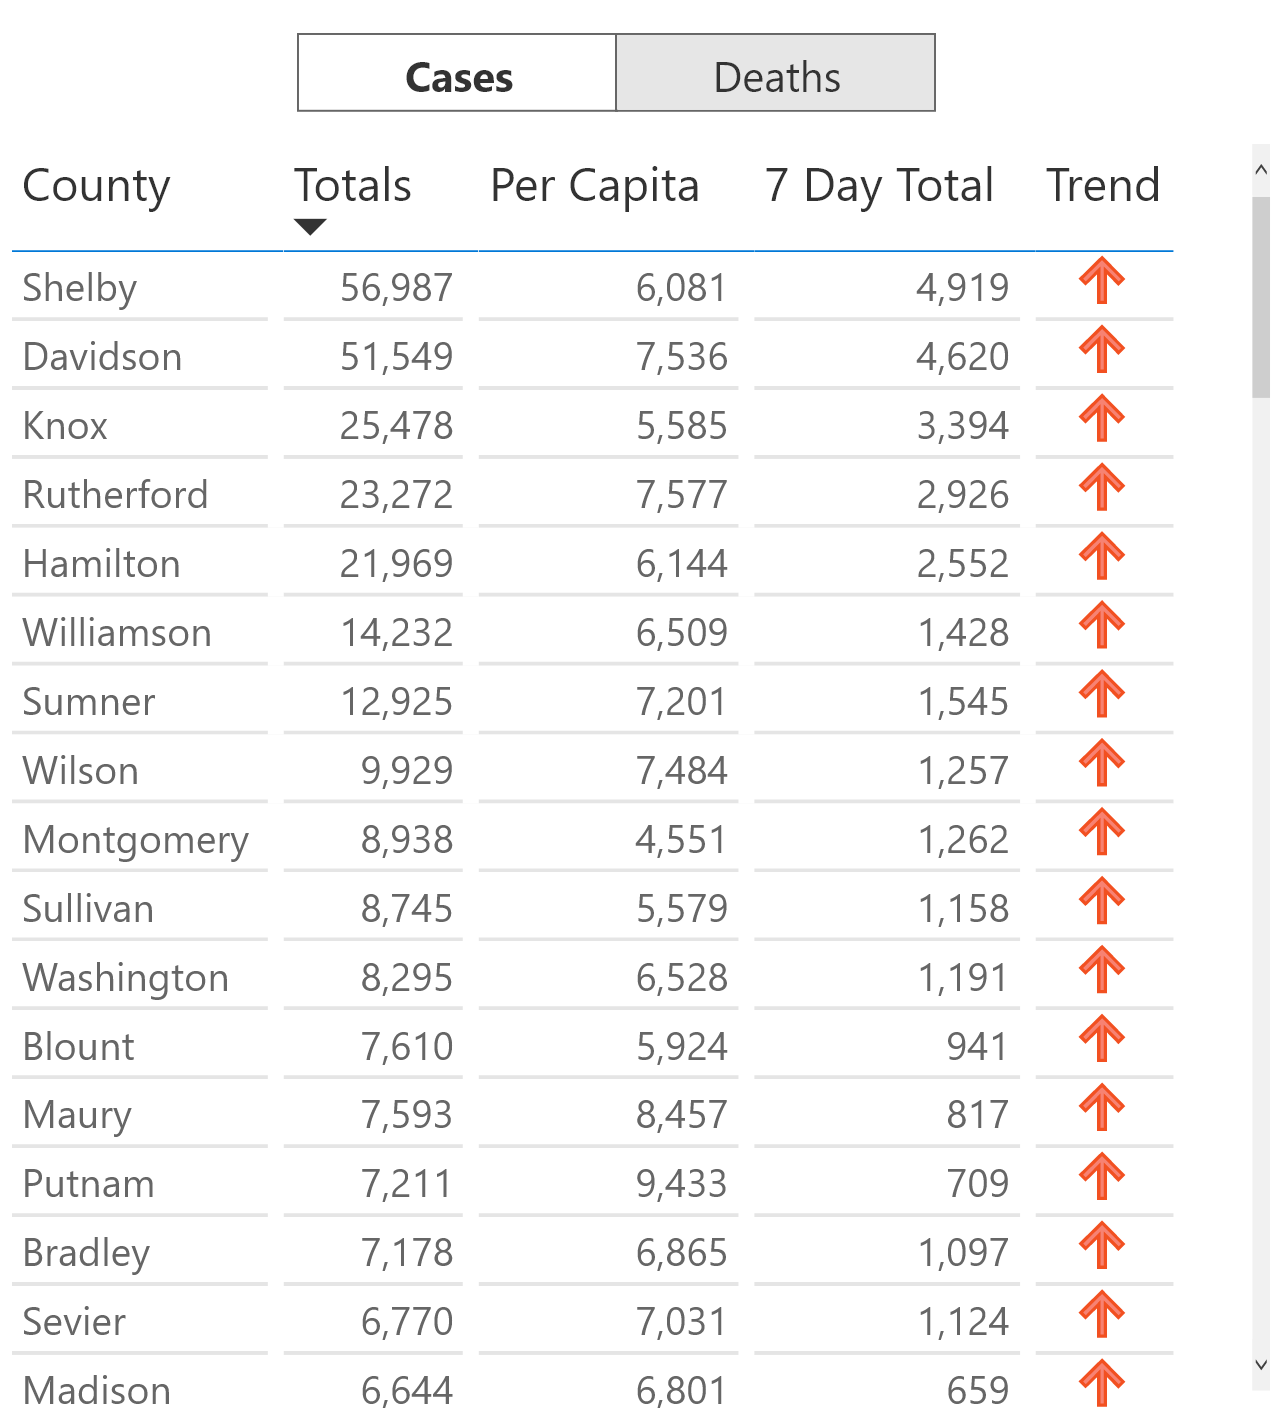 Cases Deaths
County Totals Per Capita 7 Day Total Trend
Shelby 56,987 6,081 4,919
Davidson 51,549 7,536 4,620
Knox 25,478 5,585 3,394
Rutherford 23,272 7,577 2,926
Hamilton 21,969 6,144 2,552
Williamson 14,232 6,509 1,428
Sumner 12,925 7,201 1,545
Wilson 9,929 7,484 1,257
Montgomery 8,938 4,551 1,262
Sullivan 8,745 5,579 1,158
Washington 8,295 6,528 1,191
Blount 7,610 5,924 941
Maury 7,593 8,457 817
Putnam 7,211 9,433 709
Bradley 7,178 6,865 1,097
Sevier 6,770 7,031 1,124
Madison 6,644 6,801 659